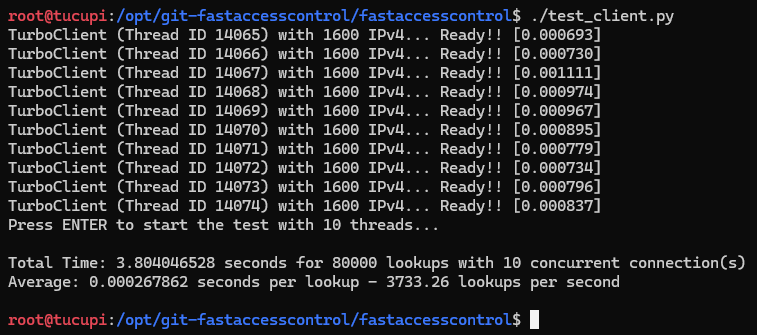 root@tucupi:/opt/git-fastaccesscontrol/fastaccesscontrol$ ./test_client.py
TurboClient (Thread ID 14065) with 1600 IPv4... Ready!! [0.000693]
TurboClient (Thread ID 14066) with 1600 IPv4... Ready!! [0.000730]
TurboClient (Thread ID 14067) with 1600 IPv4... Ready!! [0.001111]
TurboClient (Thread ID 14068) with 1600 IPv4... Ready!! [0.000974]
TurboClient (Thread ID 14069) with 1600 IPv4... Ready!! [0.000967]
TurboClient (Thread ID 14070) with 1600 IPv4... Ready!! [0.000895]
TurboClient (Thread ID 14071) with 1600 IPv4... Ready!! [0.000779]
TurboClient (Thread ID 14072) with 1600 IPv4... Ready!! [0.000734]
TurboClient (Thread ID 14073) with 1600 IPv4... Ready!! [0.000796]
TurboClient (Thread ID 14074) with 1600 IPv4... Ready!! [0.000837]
Press ENTER to start the test with 10 threads...
Total Time: 3.804046528 seconds for 80000 lookups with 10 concurrent connection(s)
Average: 0.000267862 seconds per lookup - 3733.26 lookups per second
root@tucupi:/opt/git-fastaccesscontrol/fastaccesscontrol$